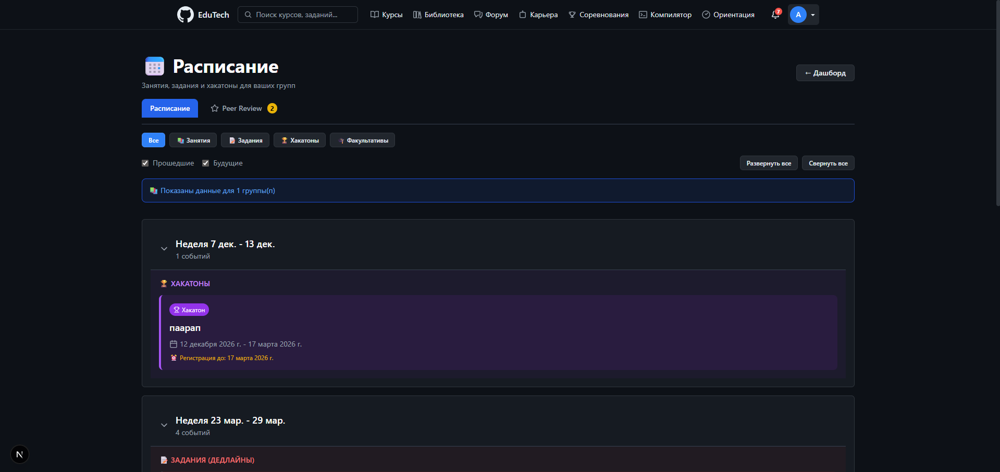 EduTech
Поиск курсов, заданий...
Курсы
Библиотека
Форум
Карьера
Соревнования
Компилятор
Ориентация
7
A
Расписание
← Дашборд
Занятия, задания и хакатоны для ваших групп
Расписание
Peer Review 2
Все
Занятия
Задания
Хакатоны
Факультативы
Прошедшие
Будущие
Развернуть все
Свернуть все
Показаны данные для 1 группы(п)
Неделя 7 дек. - 13 дек.
1 событий
ХАКАТОНЫ
Хакатон
паарап
12 декабря 2026 г. - 17 марта 2026 г.
Регистрация до: 17 марта 2026 г.
Неделя 23 мар. - 29 мар.
4 событий
N
ЗАДАНИЯ (ДЕДЛАЙНЫ)